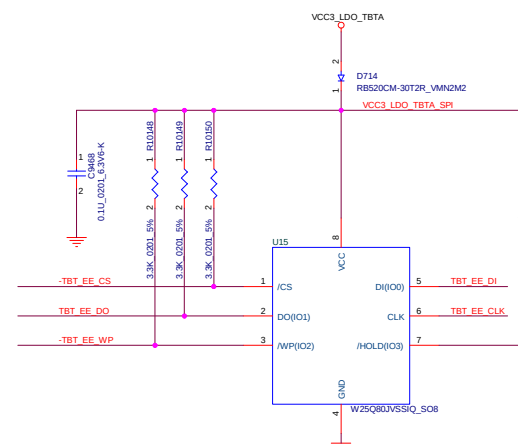 VCC3_LDO_TBTA
2
D714
RB520CM-30T2R_VMN2M2
1
VCC3_LDO_TBTA_SPI
1
C9468
2
0.1U_0201_6.3V6-K
1 R10148
2
3.3K_0201_5%
1 R10149
2
3.3K_0201_5%
1 R10150
2
3.3K_0201_5%
U15
8
VCC
-TBT_EE_CS
1
/CS
DI(IO0)
5
TBT_EE_DI
TBT_EE_DO
2
DO(IO1)
CLK
6
TBT_EE_CLK
-TBT_EE_WP
3
/WP(IO2)
/HOLD(IO3)
7
GND
4
W25Q80JVSSIQ_SO8